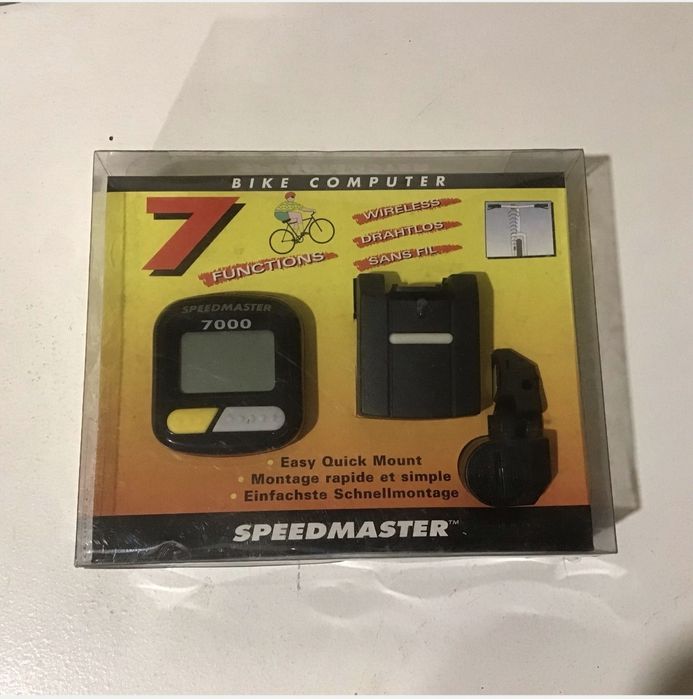 BIKE COMPUTER
7
FUNCTIONS
WIRELESS
DRAHTLOS
SANS FIL
SPEEDMASTER
7000
• Easy Quick Mount
• Montage rapide et simple
• Einfachste Schnellmontage
SPEEDMASTER™